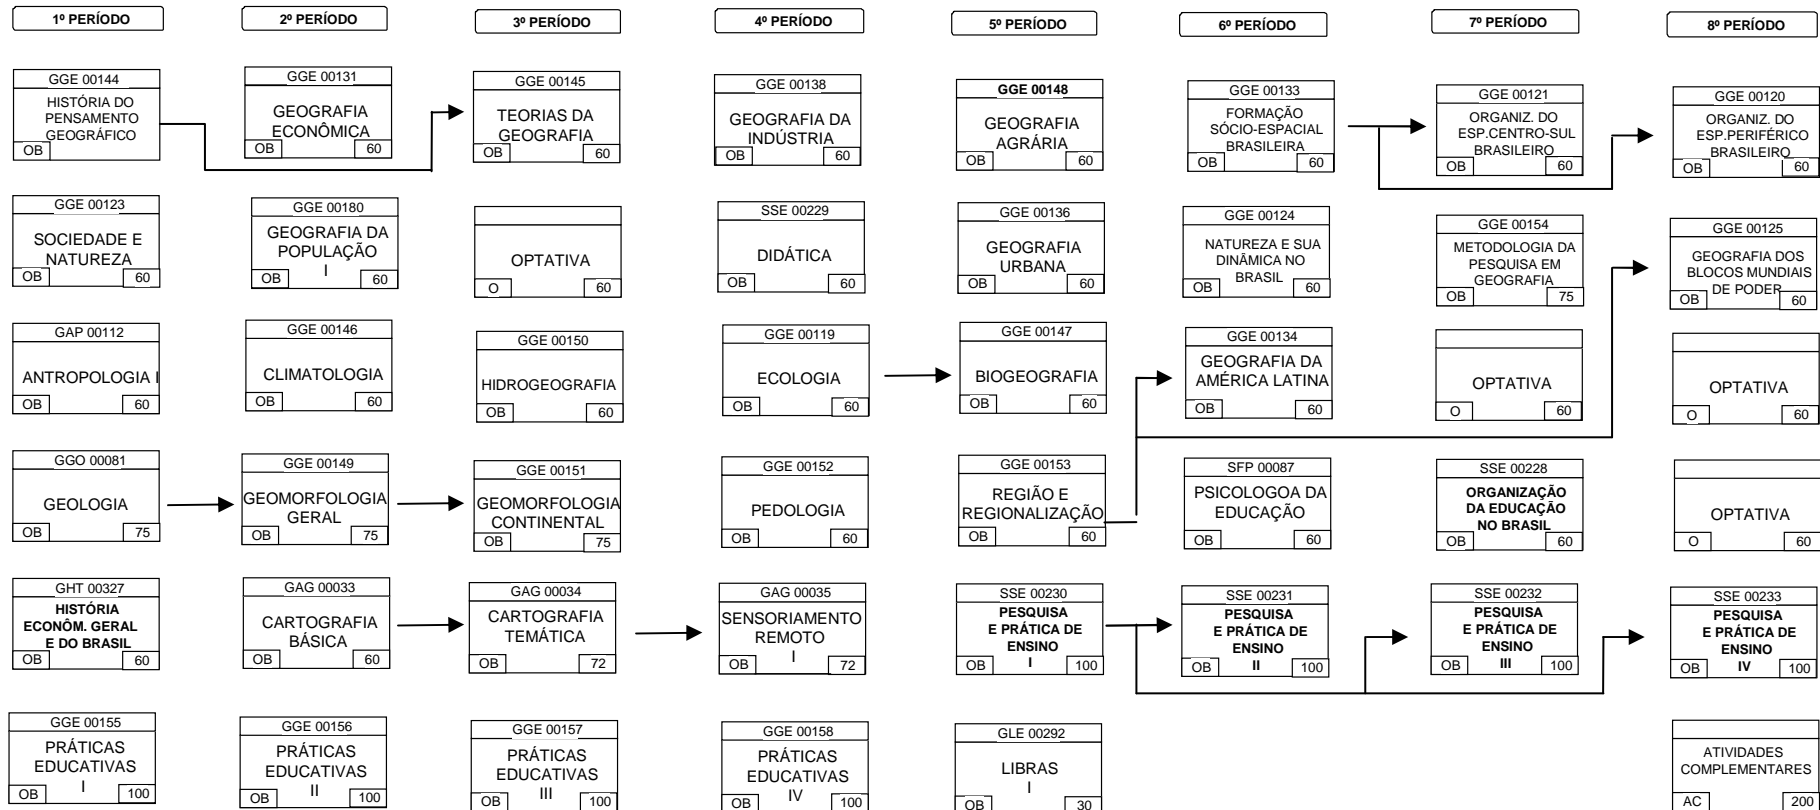 1º PERÍODO
2º PERÍODO
3º PERÍODO
4º PERÍODO
5º PERÍODO
6º PERÍODO
7º PERÍODO
8º PERÍODO
GGE 00144
HISTÓRIA DO
PENSAMENTO
GEOGRÁFICO
OB
GGE 00131
GEOGRAFIA
ECONÔMICA
OB 60
GGE 00145
TEORIAS DA
GEOGRAFIA
OB 60
GGE 00138
GEOGRAFIA DA
INDÚSTRIA
OB 60
GGE 00148
GEOGRAFIA
AGRÁRIA
OB 60
GGE 00133
FORMAÇÃO
SÓCIO-ESPACIAL
BRASILEIRA
OB 60
GGE 00121
ORGANIZ. DO
ESP.CENTRO-SUL
BRASILEIRO
OB 60
GGE 00120
ORGANIZ. DO
ESP.PERIFÉRICO
BRASILEIRO
OB 60
GGE 00123
SOCIEDADE E
NATUREZA
OB 60
GGE 00180
GEOGRAFIA DA
POPULAÇÃO
I
OB 60
OPTATIVA
O 60
SSE 00229
DIDÁTICA
OB 60
GGE 00136
GEOGRAFIA
URBANA
OB 60
GGE 00124
NATUREZA E SUA
DINÂMICA NO
BRASIL
OB 60
GGE 00154
METODOLOGIA DA
PESQUISA EM
GEOGRAFIA
OB 75
GGE 00125
GEOGRAFIA DOS
BLOCOS MUNDIAIS
DE PODER
OB 60
GAP 00112
ANTROPOLOGIA I
OB 60
GGE 00146
CLIMATOLOGIA
OB 60
GGE 00150
HIDROGEOGRAFIA
OB 60
GGE 00119
ECOLOGIA
OB 60
GGE 00147
BIOGEOGRAFIA
OB 60
GGE 00134
GEOGRAFIA DA
AMÉRICA LATINA
OB 60
OPTATIVA
O 60
OPTATIVA
O 60
GGO 00081
GEOLOGIA
OB 75
GGE 00149
GEOMORFOLOGIA
GERAL
OB 75
GGE 00151
GEOMORFOLOGIA
CONTINENTAL
OB 75
GGE 00152
PEDOLOGIA
OB 60
GGE 00153
REGIÃO E
REGIONALIZAÇÃO
OB 60
SFP 00087
PSICOLOGOA DA
EDUCAÇÃO
OB 60
SSE 00228
ORGANIZAÇÃO
DA EDUCAÇÃO
NO BRASIL
OB 60
OPTATIVA
O 60
GHT 00327
HISTÓRIA
ECONÔM. GERAL
E DO BRASIL
OB 60
GAG 00033
CARTOGRAFIA
BÁSICA
OB 60
GAG 00034
CARTOGRAFIA
TEMÁTICA
OB 72
GAG 00035
SENSORIAMENTO
REMOTO
I
OB 72
SSE 00230
PESQUISA
E PRÁTICA DE
ENSINO
OB I 100
SSE 00231
PESQUISA
E PRÁTICA DE
ENSINO
OB II 100
SSE 00232
PESQUISA
E PRÁTICA DE
ENSINO
OB III 100
SSE 00233
PESQUISA
E PRÁTICA DE
ENSINO
OB IV 100
GGE 00155
PRÁTICAS
EDUCATIVAS
I
OB 100
GGE 00156
PRÁTICAS
EDUCATIVAS
II
OB 100
GGE 00157
PRÁTICAS
EDUCATIVAS
III
OB 100
GGE 00158
PRÁTICAS
EDUCATIVAS
IV
OB 100
GLE 00292
LIBRAS
I
OB 30
ATIVIDADES
COMPLEMENTARES
AC 200